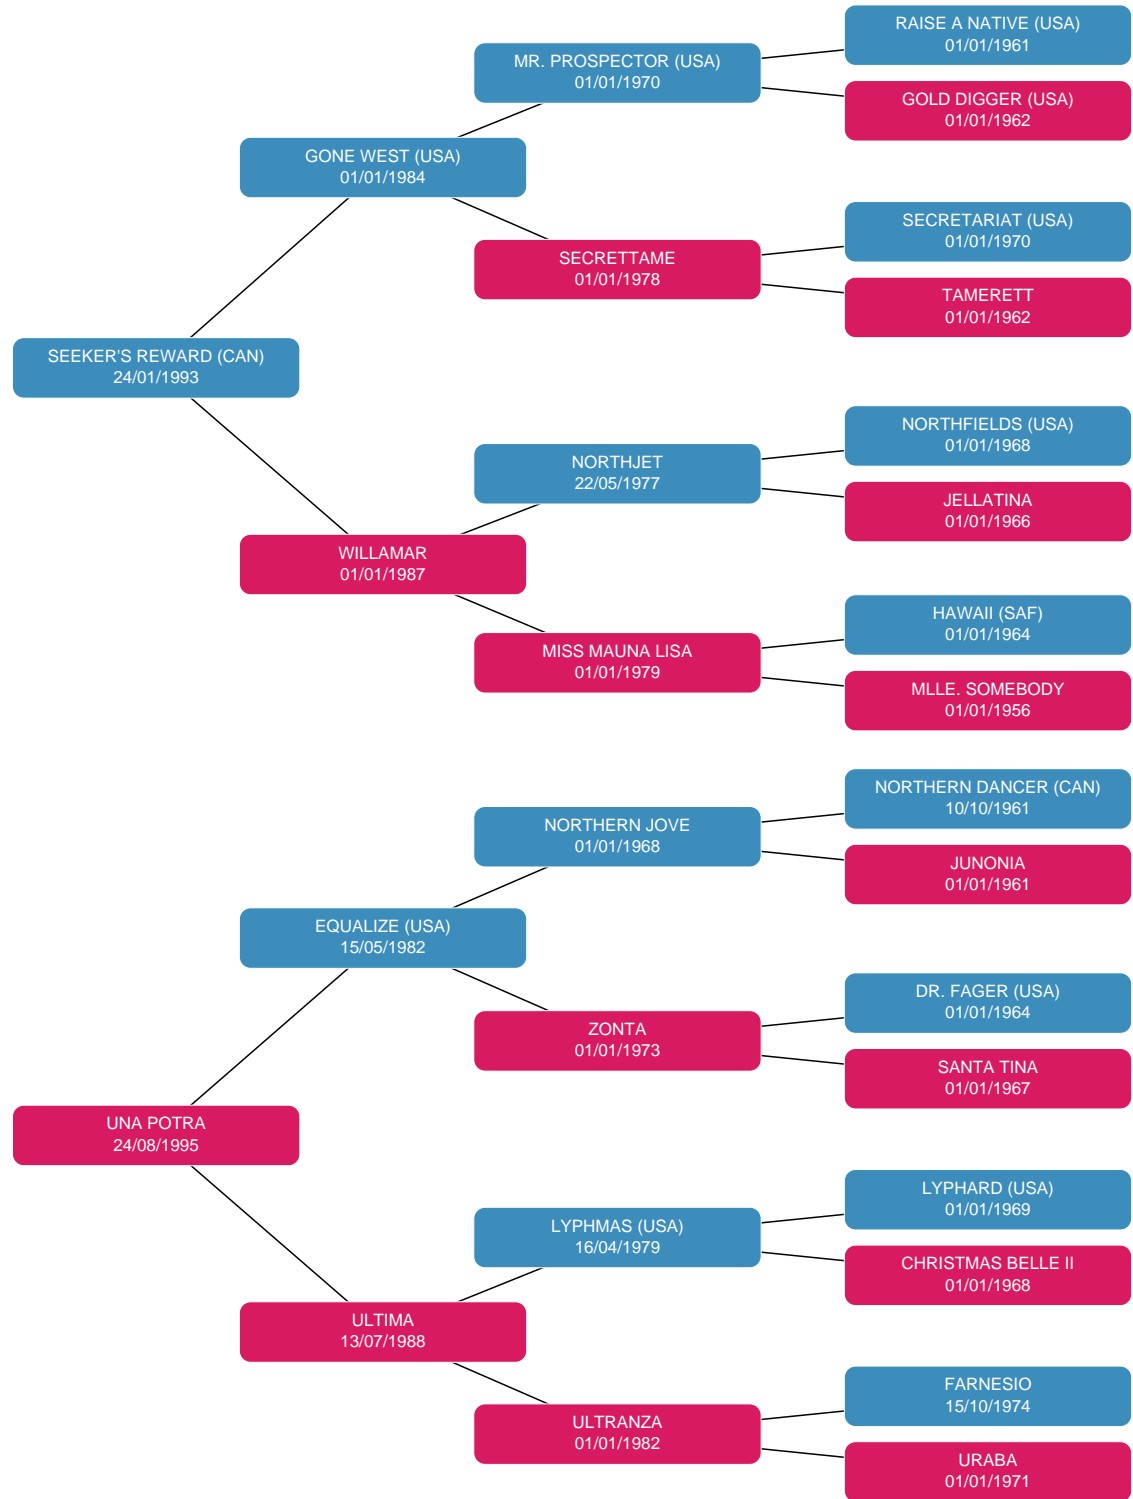 RAISE A NATIVE (USA)
01/01/1961
MR. PROSPECTOR (USA)
01/01/1970
GOLD DIGGER (USA)
01/01/1962
GONE WEST (USA)
01/01/1984
SECRETARIAT (USA)
01/01/1970
SECRETTAME
01/01/1978
TAMERETT
01/01/1962
SEEKER'S REWARD (CAN)
24/01/1993
NORTHFIELDS (USA)
01/01/1968
NORTHJET
22/05/1977
JELLATINA
01/01/1966
WILLAMAR
01/01/1987
HAWAII (SAF)
01/01/1964
MISS MAUNA LISA
01/01/1979
MLLE. SOMEBODY
01/01/1956
NORTHERN DANCER (CAN)
10/10/1961
NORTHERN JOVE
01/01/1968
JUNONIA
01/01/1961
EQUALIZE (USA)
15/05/1982
DR. FAGER (USA)
01/01/1964
ZONTA
01/01/1973
SANTA TINA
01/01/1967
UNA POTRA
24/08/1995
LYPHARD (USA)
01/01/1969
LYPHMAS (USA)
16/04/1979
CHRISTMAS BELLE II
01/01/1968
ULTIMA
13/07/1988
FARNESIO
15/10/1974
ULTRANZA
01/01/1982
URABA
01/01/1971